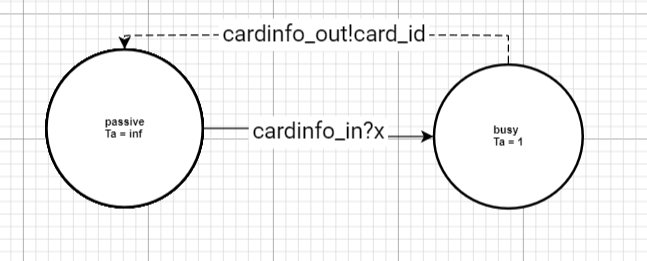 cardinfo_out!card_id
passive
Ta = inf
cardinfo_in?x
busy
Ta = 1